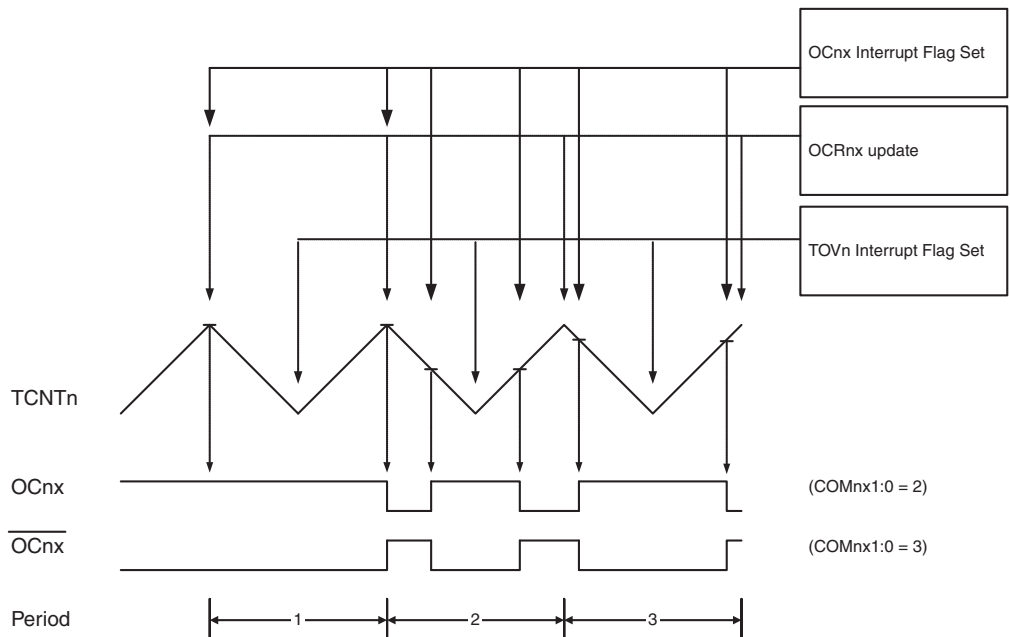 OCnx Interrupt Flag Set
OCRnx update
TOVn Interrupt Flag Set
TCNTn
OCnx
(COMnx1:0 = 2)
OCnx
(COMnx1:0 = 3)
Period
1
2
3